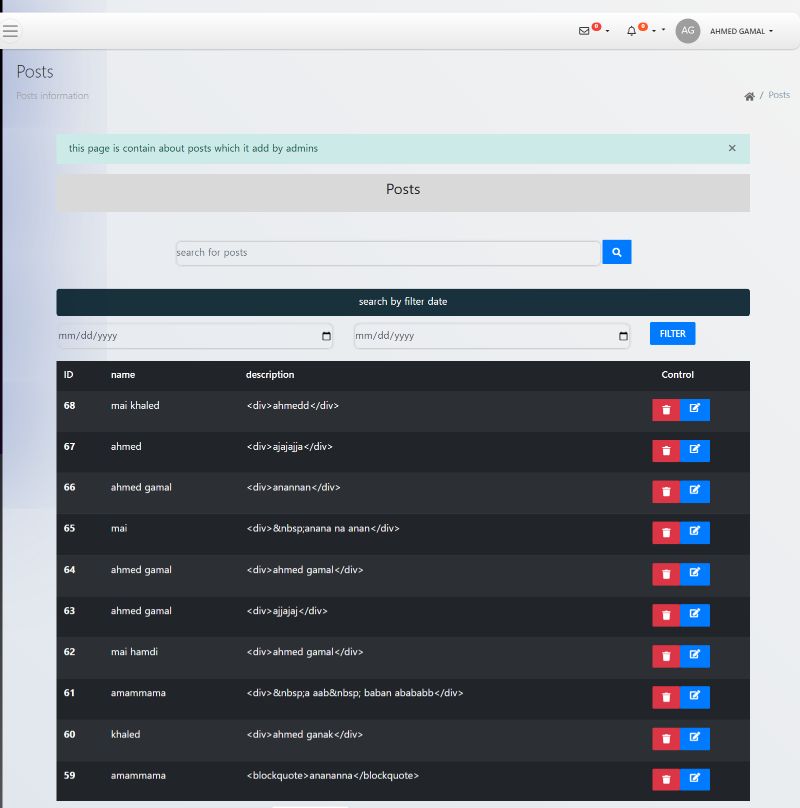 0
0
AG
AHMED GAMAL
Posts
Posts information
/ Posts
this page is contain about posts which it add by admins ×
Posts
search for posts
search by filter date
mm/dd/yyyy mm/dd/yyyy FILTER
ID name description Control
68 mai khaled <div>ahmedd</div>
67 ahmed <div>ajajajja</div>
66 ahmed gamal <div>anannan</div>
65 mai <div>&nbsp;anana na anan</div>
64 ahmed gamal <div>ahmed gamal</div>
63 ahmed gamal <div>ajjajaj</div>
62 mai hamdi <div>ahmed gamal</div>
61 amammama <div>&nbsp;a aab&nbsp; baban abababb</div>
60 khaled <div>ahmed ganak</div>
59 amammama <blockquote>anananna</blockquote>